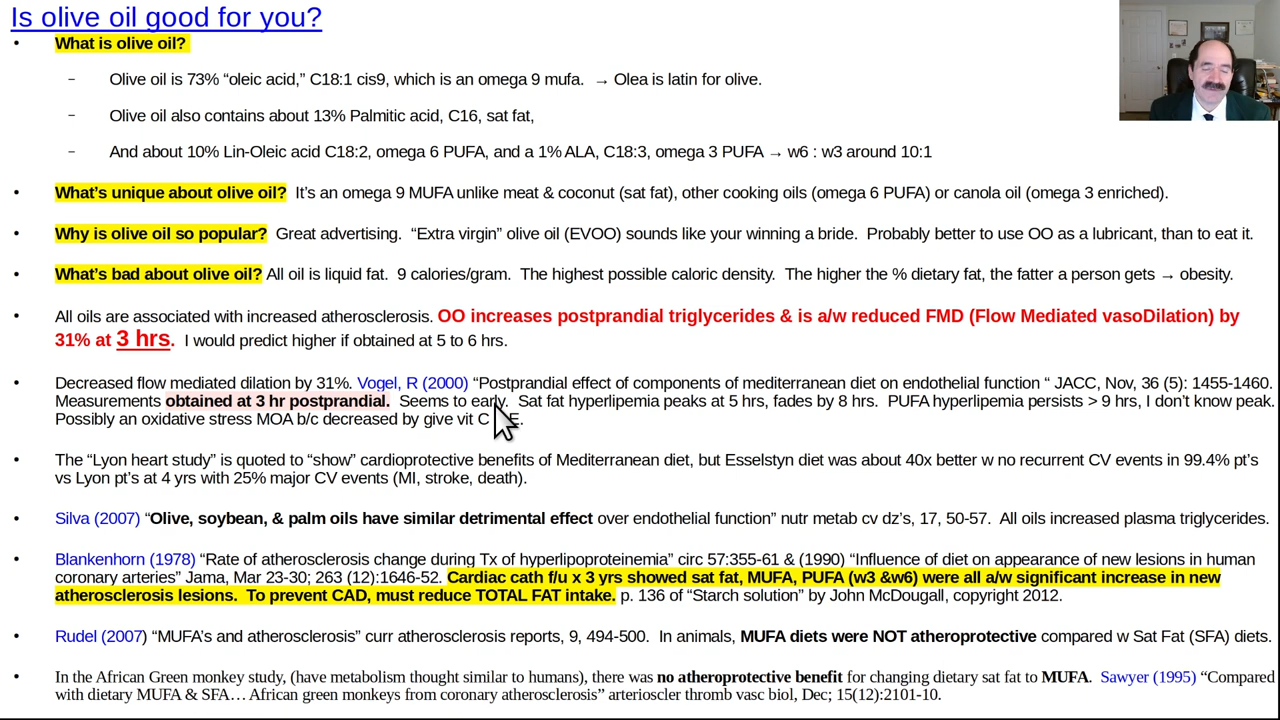 Is olive oil good for you?
• What is olive oil?
– Olive oil is 73% “oleic acid,” C18:1 cis9, which is an omega 9 mufa. → Olea is latin for olive.
– Olive oil also contains about 13% Palmitic acid, C16, sat fat,
– And about 10% Lin-Oleic acid C18:2, omega 6 PUFA, and a 1% ALA, C18:3, omega 3 PUFA → w6 : w3 around 10:1
• What’s unique about olive oil? It’s an omega 9 MUFA unlike meat & coconut (sat fat), other cooking oils (omega 6 PUFA) or canola oil (omega 3 enriched).
• Why is olive oil so popular? Great advertising. “Extra virgin” olive oil (EVOO) sounds like your winning a bride. Probably better to use OO as a lubricant, than to eat it.
• What’s bad about olive oil? All oil is liquid fat. 9 calories/gram. The highest possible caloric density. The higher the % dietary fat, the fatter a person gets → obesity.
• All oils are associated with increased atherosclerosis. OO increases postprandial triglycerides & is a/w reduced FMD (Flow Mediated vasoDilation) by
31% at 3 hrs. I would predict higher if obtained at 5 to 6 hrs.
• Decreased flow mediated dilation by 31%. Vogel, R (2000) “Postprandial effect of components of mediterranean diet on endothelial function “ JACC, Nov, 36 (5): 1455-1460.
Measurements obtained at 3 hr postprandial. Seems to early. Sat fat hyperlipemia peaks at 5 hrs, fades by 8 hrs. PUFA hyperlipemia persists > 9 hrs, I don’t know peak.
Possibly an oxidative stress MOA b/c decreased by give vit C E.
• The “Lyon heart study” is quoted to “show” cardioprotective benefits of Mediterranean diet, but Esselstyn diet was about 40x better w no recurrent CV events in 99.4% pt’s
vs Lyon pt’s at 4 yrs with 25% major CV events (MI, stroke, death).
• Silva (2007) “Olive, soybean, & palm oils have similar detrimental effect over endothelial function” nutr metab cv dz’s, 17, 50-57. All oils increased plasma triglycerides.
• Blankenhorn (1978) “Rate of atherosclerosis change during Tx of hyperlipoproteinemia” circ 57:355-61 & (1990) “Influence of diet on appearance of new lesions in human
coronary arteries” Jama, Mar 23-30; 263 (12):1646-52. Cardiac cath f/u x 3 yrs showed sat fat, MUFA, PUFA (w3 &w6) were all a/w significant increase in new
atherosclerosis lesions. To prevent CAD, must reduce TOTAL FAT intake. p. 136 of “Starch solution” by John McDougall, copyright 2012.
• Rudel (2007) “MUFA’s and atherosclerosis” curr atherosclerosis reports, 9, 494-500. In animals, MUFA diets were NOT atheroprotective compared w Sat Fat (SFA) diets.
• In the African Green monkey study, (have metabolism thought similar to humans), there was no atheroprotective benefit for changing dietary sat fat to MUFA. Sawyer (1995) “Compared
with dietary MUFA & SFA… African green monkeys from coronary atherosclerosis” arterioscler thromb vasc biol, Dec; 15(12):2101-10.